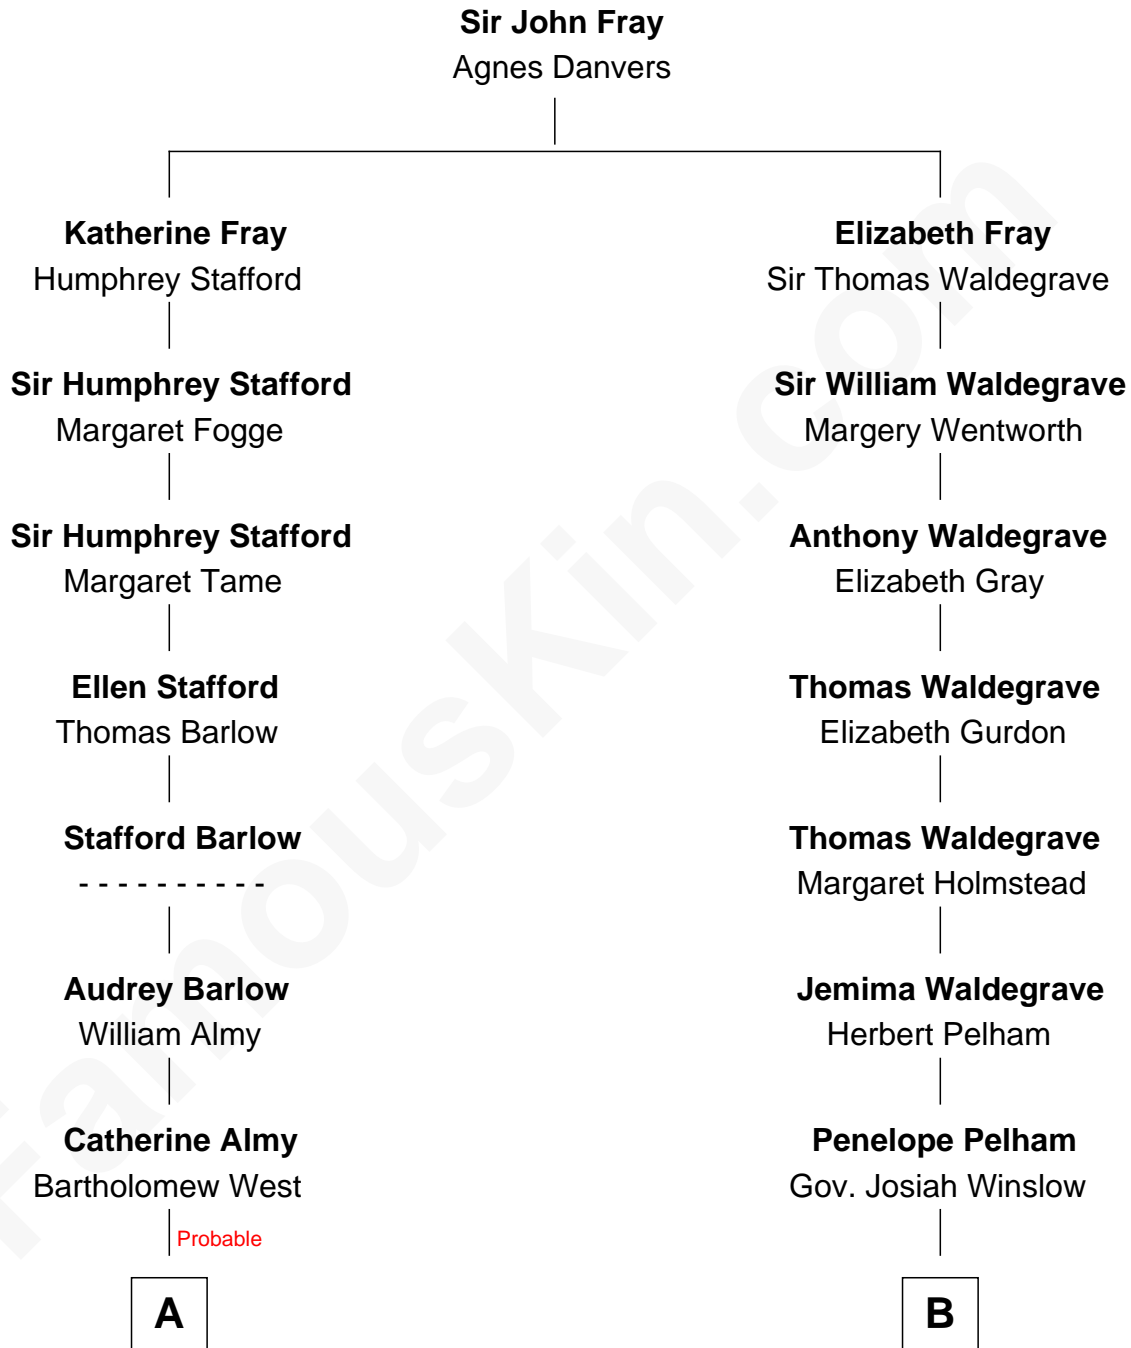 Sir John Fray
Agnes Danvers
Katherine Fray
Humphrey Stafford
Elizabeth Fray
Sir Thomas Waldegrave
Sir Humphrey Stafford
Margaret Fogge
Sir William Waldegrave
Margery Wentworth
Sir Humphrey Stafford
Margaret Tame
Anthony Waldegrave
Elizabeth Gray
Ellen Stafford
Thomas Barlow
Thomas Waldegrave
Elizabeth Gurdon
Stafford Barlow
- - - - - - - - - -
Thomas Waldegrave
Margaret Holmstead
Audrey Barlow
William Almy
Jemima Waldegrave
Herbert Pelham
Catherine Almy
Bartholomew West
Penelope Pelham
Gov. Josiah Winslow
Probable
A
B
FamousKin.com